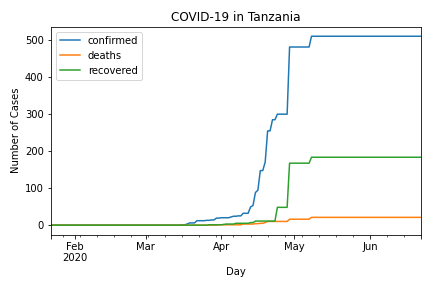 COVID-19 in Tanzania
confirmed
deaths
recovered
Number of Cases
500
400
300
200
100
0
Feb
2020
Mar
Apr
May
Jun
Day